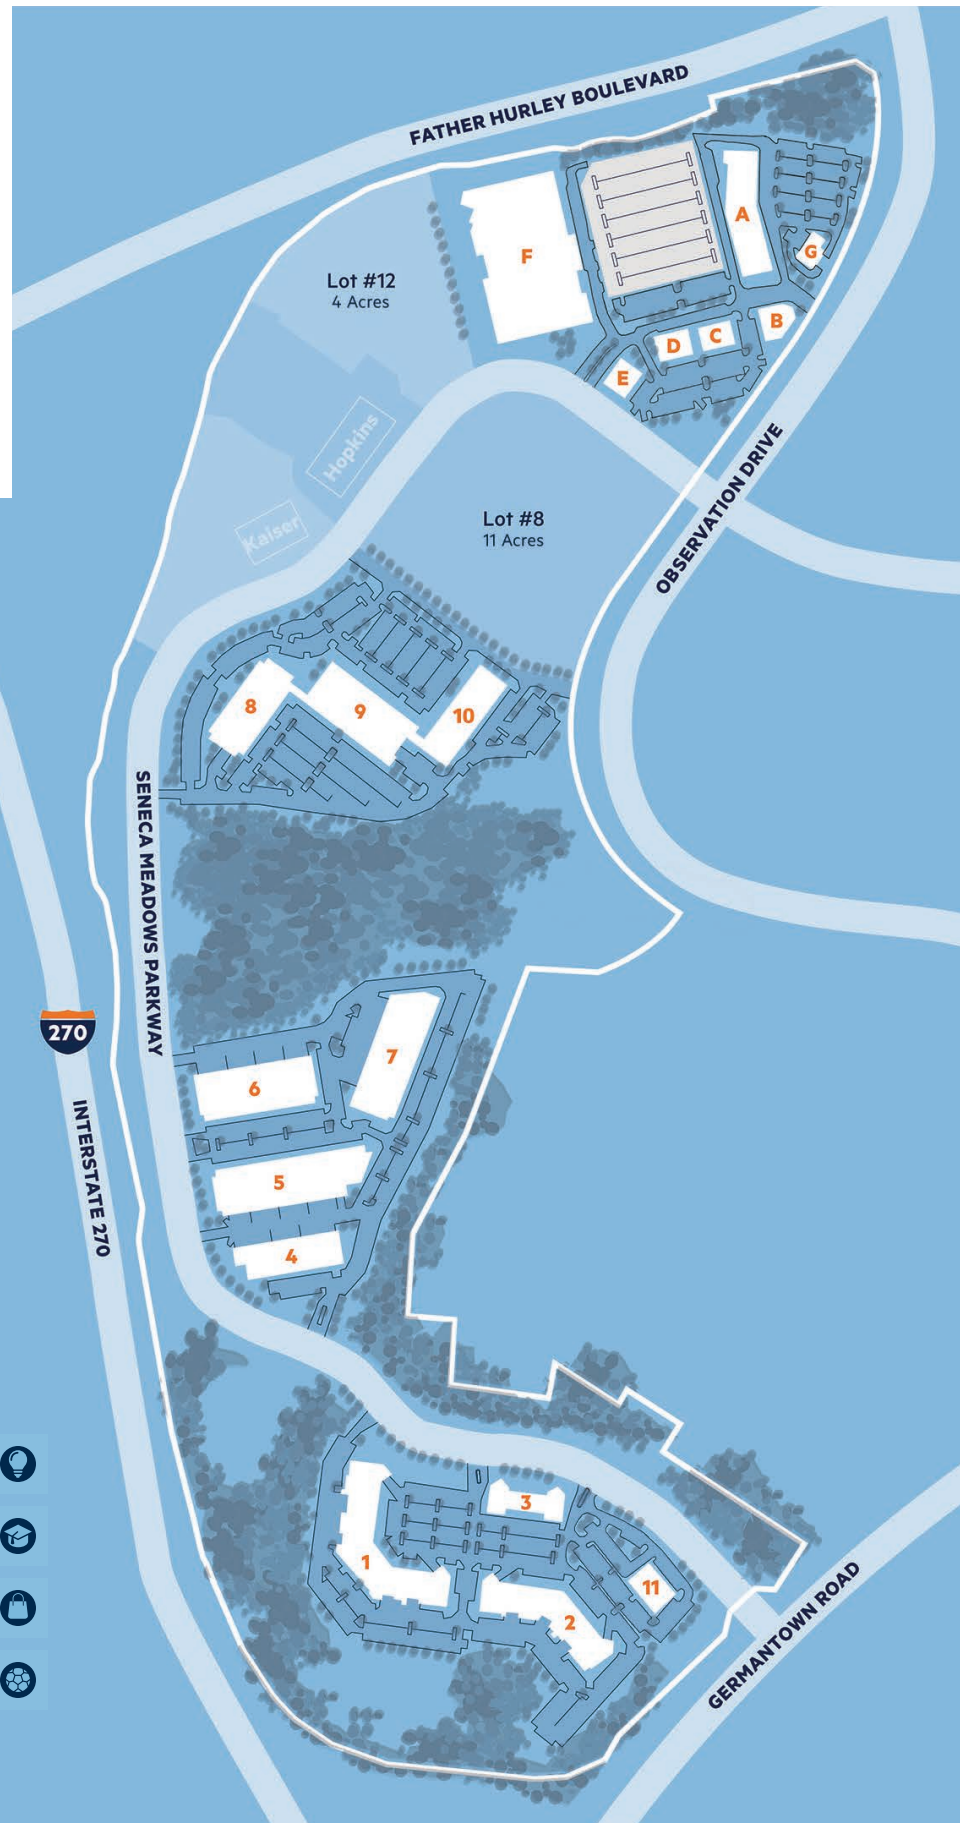 FATHER HURLEY BOULEVARD
A
G
F
Lot #12
4 Acres
B
C
D
E
Hopkins
OBSERVATION DRIVE
Lot #8
11 Acres
Kaiser
8
9
10
SENECA MEADOWS PARKWAY
270
7
6
INTERSTATE 270
5
4
3
1
11
2
GERMANTOWN ROAD